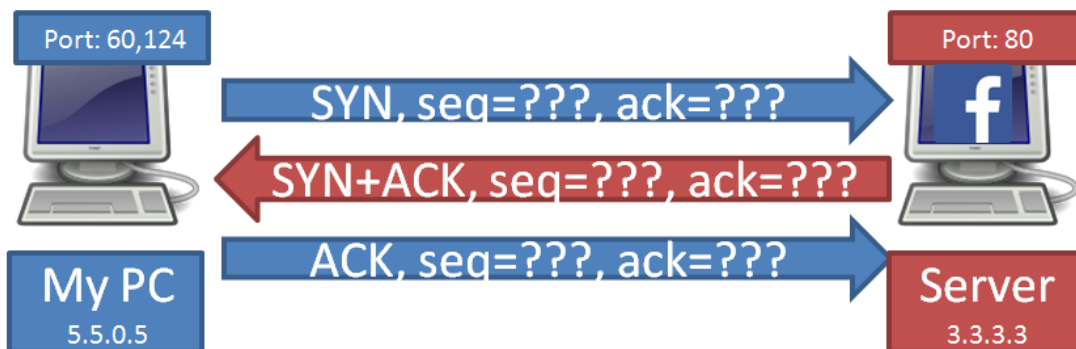 Port: 60,124
Port: 80
f
SYN, seq=???, ack=???
SYN+ACK, seq=???, ack=???
ACK, seq=???, ack=???
My PC
5.5.0.5
Server
3.3.3.3